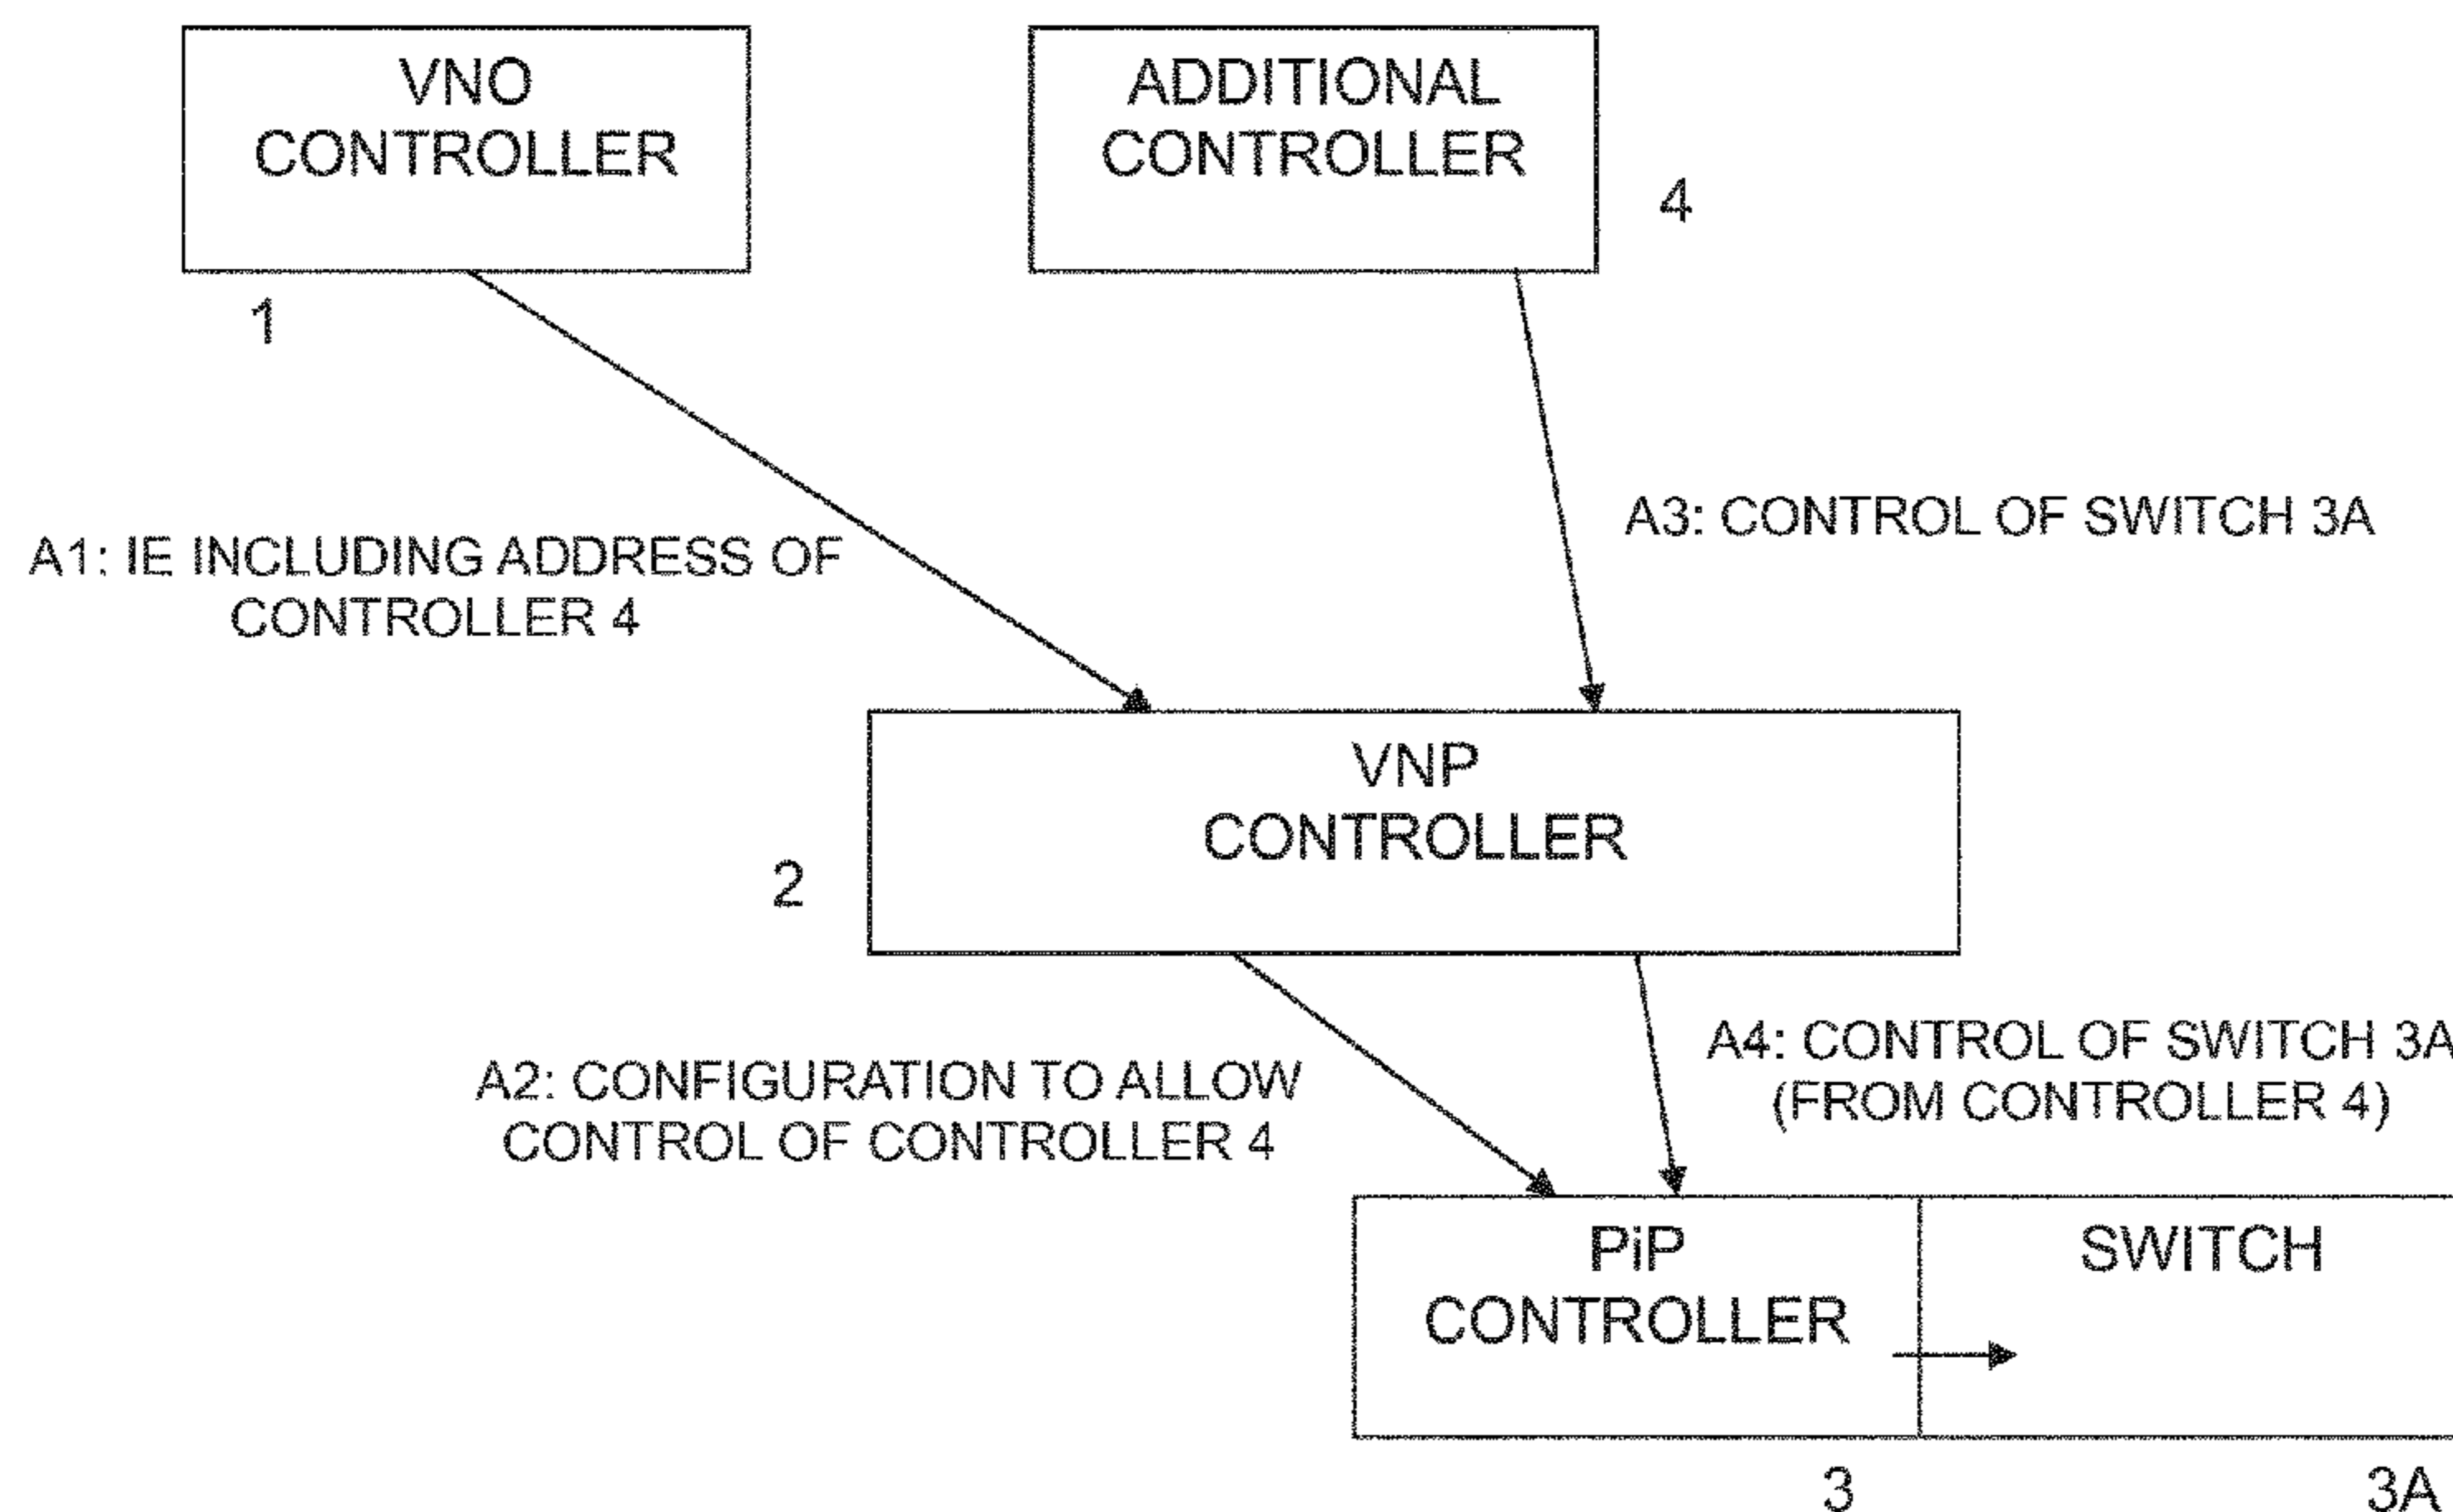 VNO
CONTROLLER
1
ADDITIONAL
CONTROLLER
4
A1: IE INCLUDING ADDRESS OF
CONTROLLER 4
A3: CONTROL OF SWITCH 3A
VNP
CONTROLLER
2
A2: CONFIGURATION TO ALLOW
CONTROL OF CONTROLLER 4
A4: CONTROL OF SWITCH 3A
(FROM CONTROLLER 4)
PiP
CONTROLLER
SWITCH
3
3A